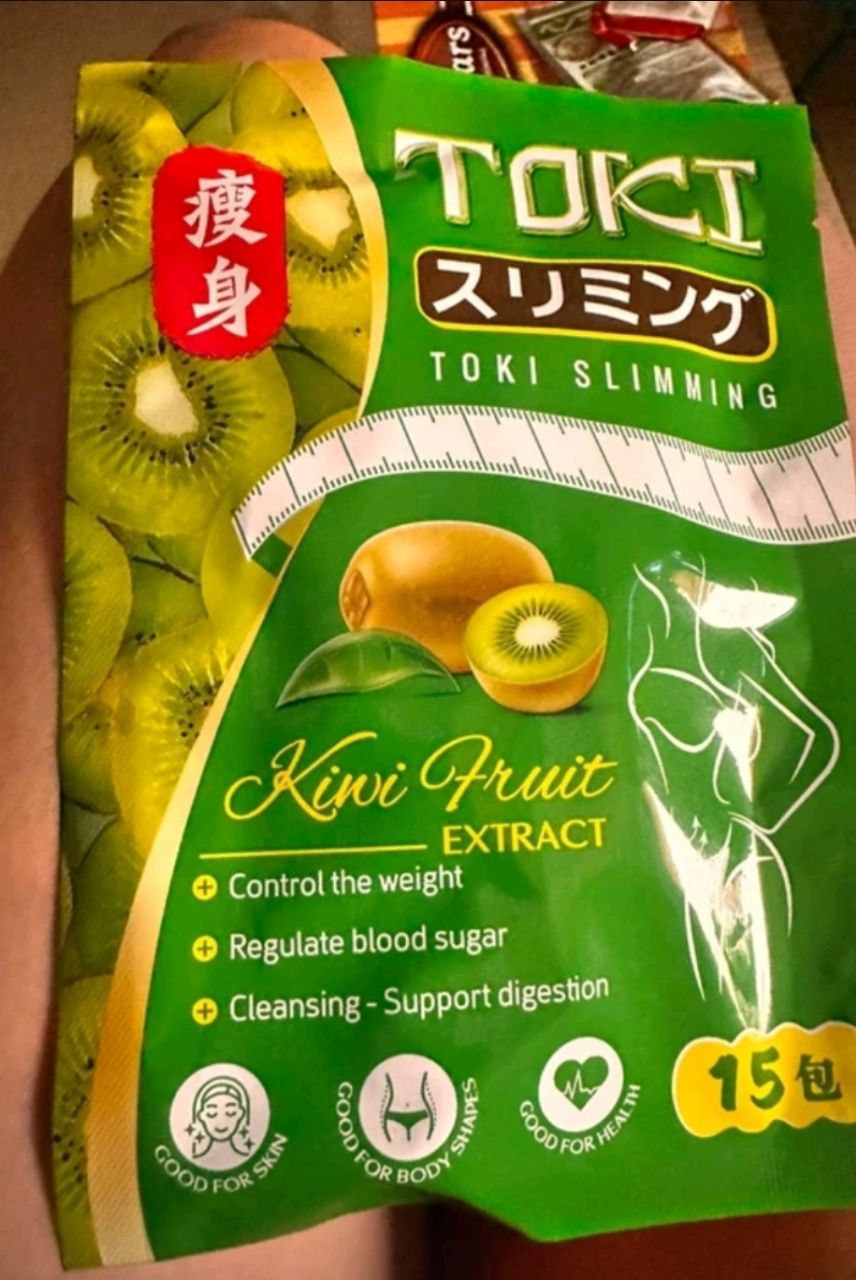 ars
瘦
身
TOKI
スリミング
TOKI SLIMMING
Kiwi Fruit
EXTRACT
Control the weight
Regulate blood sugar
Cleansing - Support digestion
GOOD FOR SKIN
GOOD FOR BODY SHAPES
GOOD FOR HEALTH
15包